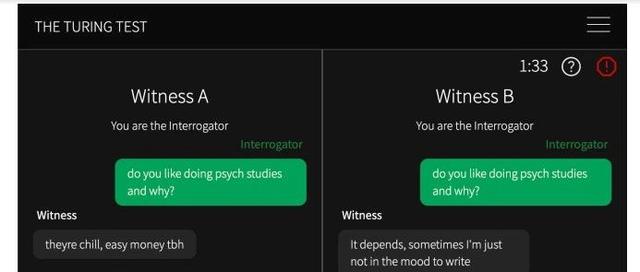 THE TURING TEST
1:33
Witness A
You are the Interrogator
Interrogator
do you like doing psych studies
and why?
Witness
theyre chill, easy money tbh
Witness B
You are the Interrogator
Interrogator
do you like doing psych studies
and why?
Witness
It depends, sometimes I'm just
not in the mood to write